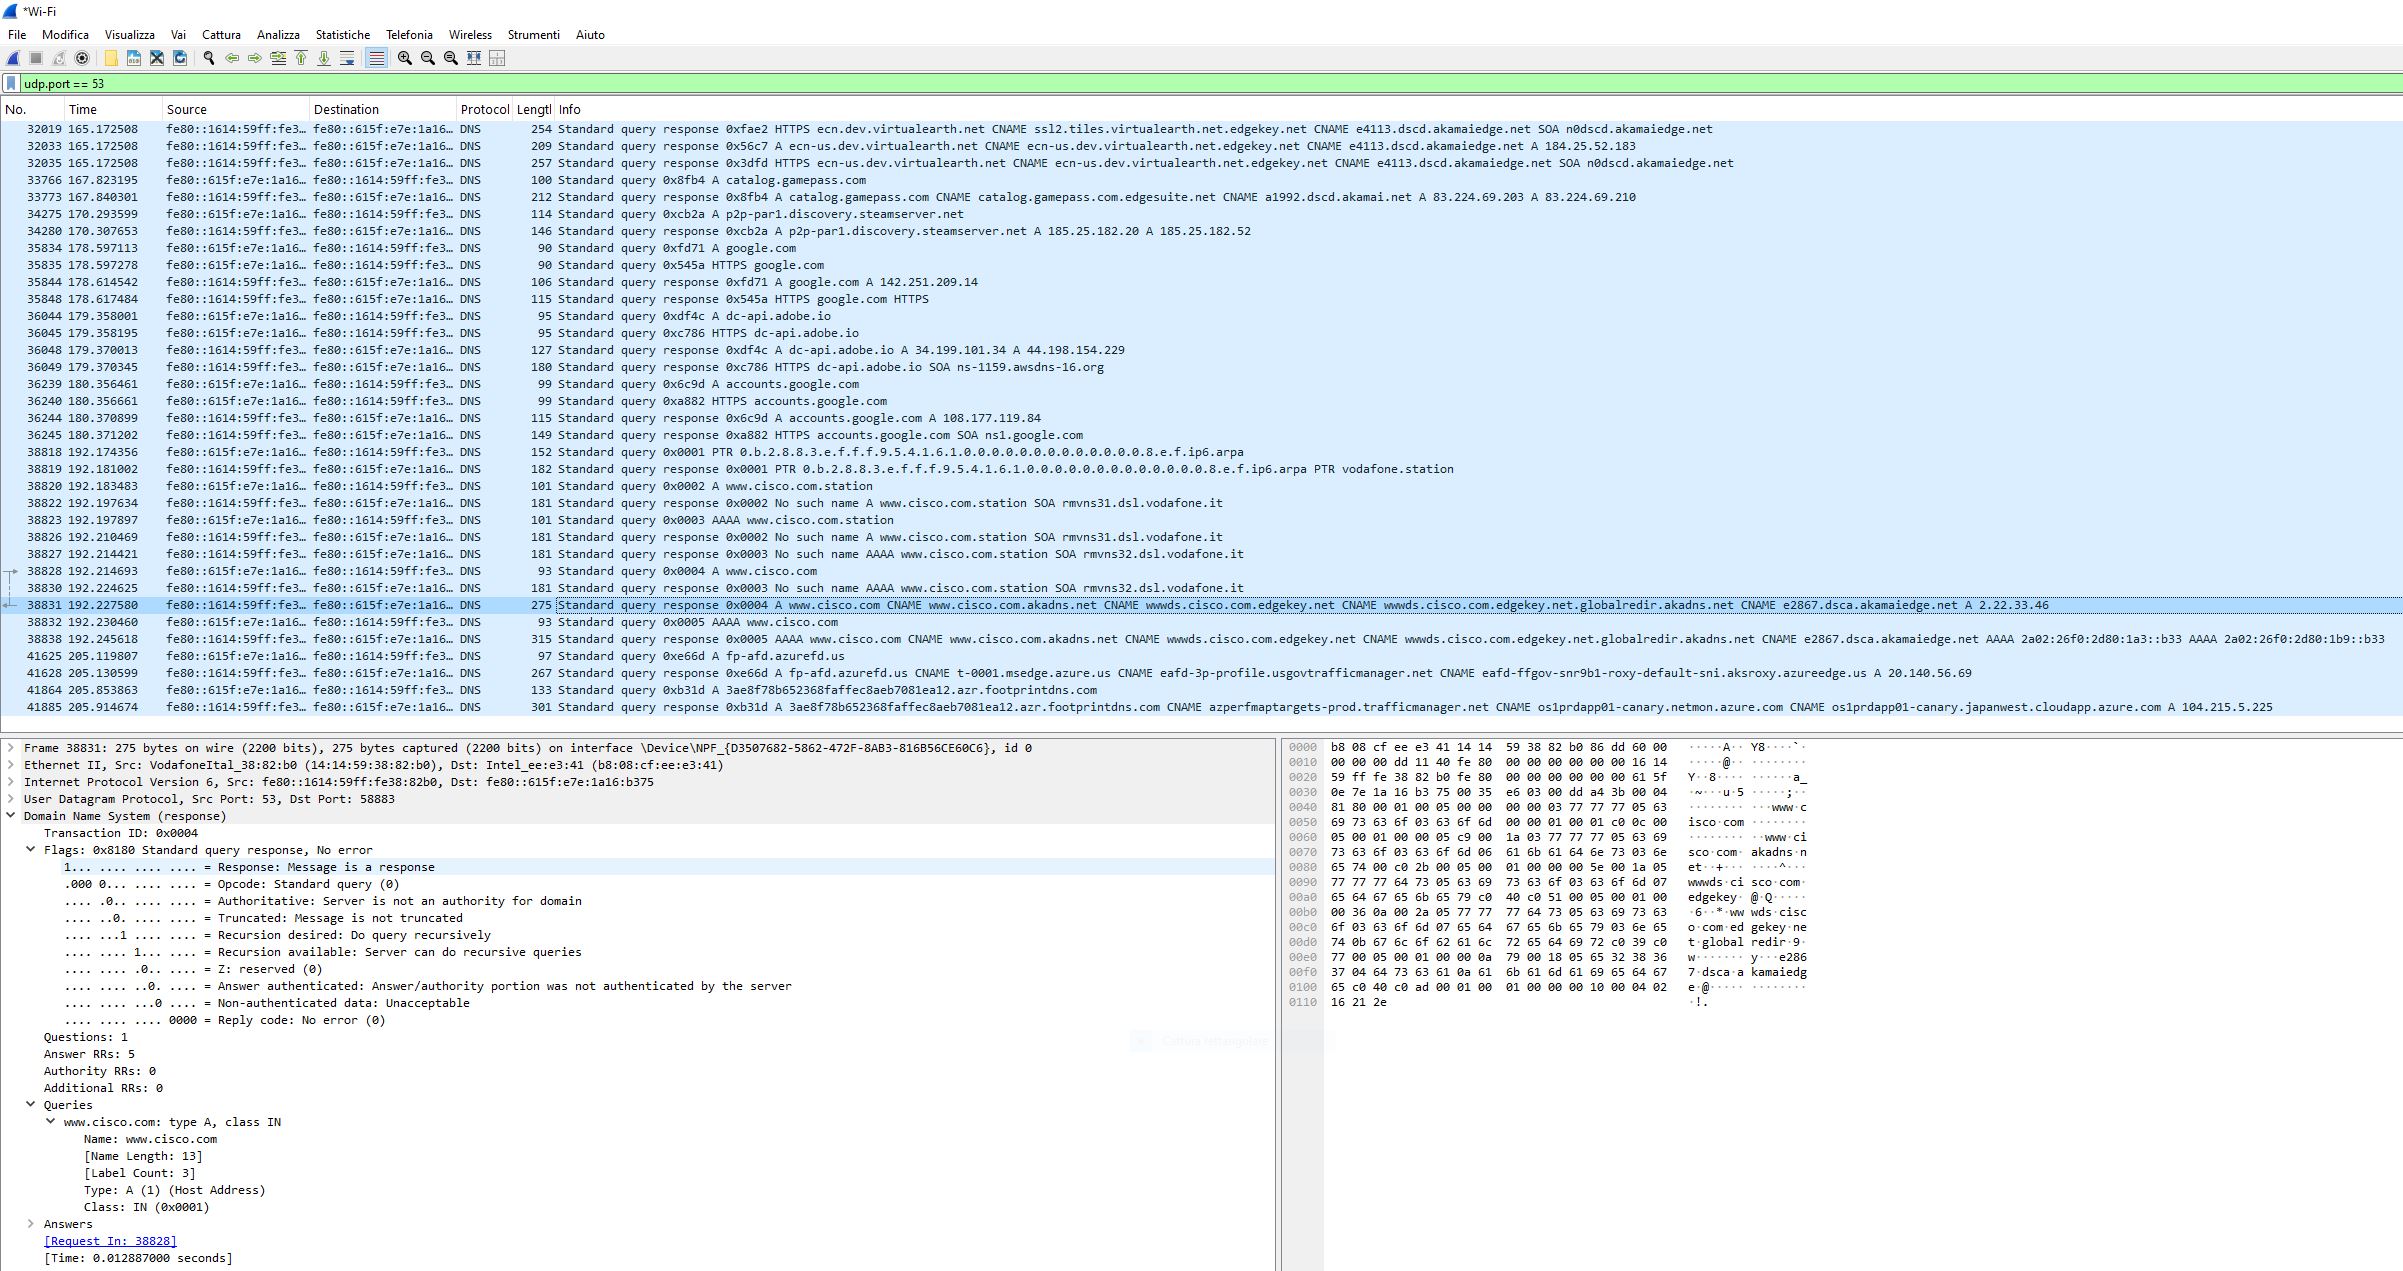 *Wi-Fi
File Modifica Visualizza Vai Cattura Analizza Statistiche Telefonia Wireless Strumenti Aiuto
udp.port == 53
No. Time Source Destination Protocol Lengtl Info
32019 165.172508 fe80::1614:59ff:fe3… fe80::615f:e7e:1a16… DNS 254 Standard query response 0xfae2 HTTPS ecn.dev.virtualearth.net CNAME ssl2.tiles.virtualearth.net.edgekey.net CNAME e4113.dscd.akamaiedge.net SOA n0dscd.akamaiedge.net
32033 165.172508 fe80::1614:59ff:fe3… fe80::615f:e7e:1a16… DNS 209 Standard query response 0x56c7 A ecn-us.dev.virtualearth.net CNAME ecn-us.dev.virtualearth.net.edgekey.net CNAME e4113.dscd.akamaiedge.net A 184.25.52.183
32035 165.172508 fe80::1614:59ff:fe3… fe80::615f:e7e:1a16… DNS 257 Standard query response 0x3dfd HTTPS ecn-us.dev.virtualearth.net CNAME ecn-us.dev.virtualearth.net.edgekey.net CNAME e4113.dscd.akamaiedge.net SOA n0dscd.akamaiedge.net
33766 167.823195 fe80::615f:e7e:1a16… fe80::1614:59ff:fe3… DNS 100 Standard query 0x8fb4 A catalog.gamepass.com
33773 167.840301 fe80::1614:59ff:fe3… fe80::615f:e7e:1a16… DNS 212 Standard query response 0x8fb4 A catalog.gamepass.com CNAME catalog.gamepass.com.edgesuite.net CNAME a1992.dscd.akamai.net A 83.224.69.203 A 83.224.69.210
34275 170.293599 fe80::615f:e7e:1a16… fe80::1614:59ff:fe3… DNS 114 Standard query 0xcb2a A p2p-par1.discovery.steamserver.net
34280 170.307653 fe80::1614:59ff:fe3… fe80::615f:e7e:1a16… DNS 146 Standard query response 0xcb2a A p2p-par1.discovery.steamserver.net A 185.25.182.20 A 185.25.182.52
35834 178.597113 fe80::615f:e7e:1a16… fe80::1614:59ff:fe3… DNS 90 Standard query 0xfd71 A google.com
35835 178.597278 fe80::615f:e7e:1a16… fe80::1614:59ff:fe3… DNS 90 Standard query 0x545a HTTPS google.com
35844 178.614542 fe80::1614:59ff:fe3… fe80::615f:e7e:1a16… DNS 106 Standard query response 0xfd71 A google.com A 142.251.209.14
35848 178.617484 fe80::1614:59ff:fe3… fe80::615f:e7e:1a16… DNS 115 Standard query response 0x545a HTTPS google.com HTTPS
36044 179.358001 fe80::615f:e7e:1a16… fe80::1614:59ff:fe3… DNS 95 Standard query 0xdf4c A dc-api.adobe.io
36045 179.358195 fe80::615f:e7e:1a16… fe80::1614:59ff:fe3… DNS 95 Standard query 0xc786 HTTPS dc-api.adobe.io
36048 179.370013 fe80::1614:59ff:fe3… fe80::615f:e7e:1a16… DNS 127 Standard query response 0xdf4c A dc-api.adobe.io A 34.199.101.34 A 44.198.154.229
36049 179.370345 fe80::1614:59ff:fe3… fe80::615f:e7e:1a16… DNS 180 Standard query response 0xc786 HTTPS dc-api.adobe.io SOA ns-1159.awsdns-16.org
36239 180.356461 fe80::615f:e7e:1a16… fe80::1614:59ff:fe3… DNS 99 Standard query 0x6c9d A accounts.google.com
36240 180.356661 fe80::615f:e7e:1a16… fe80::1614:59ff:fe3… DNS 99 Standard query 0xa882 HTTPS accounts.google.com
36244 180.370899 fe80::1614:59ff:fe3… fe80::615f:e7e:1a16… DNS 115 Standard query response 0x6c9d A accounts.google.com A 108.177.119.84
36245 180.371202 fe80::1614:59ff:fe3… fe80::615f:e7e:1a16… DNS 149 Standard query response 0xa882 HTTPS accounts.google.com SOA ns1.google.com
38818 192.174356 fe80::615f:e7e:1a16… fe80::1614:59ff:fe3… DNS 152 Standard query 0x0001 PTR 0.b.2.8.8.3.e.f.f.f.9.5.4.1.6.1.0.0.0.0.0.0.0.0.0.0.0.0.0.8.e.f.ip6.arpa
38819 192.181002 fe80::1614:59ff:fe3… fe80::615f:e7e:1a16… DNS 182 Standard query response 0x0001 PTR 0.b.2.8.8.3.e.f.f.f.9.5.4.1.6.1.0.0.0.0.0.0.0.0.0.0.0.0.0.8.e.f.ip6.arpa PTR vodafone.station
38820 192.183483 fe80::615f:e7e:1a16… fe80::1614:59ff:fe3… DNS 101 Standard query 0x0002 A www.cisco.com.station
38822 192.197634 fe80::1614:59ff:fe3… fe80::615f:e7e:1a16… DNS 181 Standard query response 0x0002 No such name A www.cisco.com.station SOA rmvns31.dsl.vodafone.it
38823 192.197897 fe80::615f:e7e:1a16… fe80::1614:59ff:fe3… DNS 101 Standard query 0x0003 AAAA www.cisco.com.station
38826 192.210469 fe80::1614:59ff:fe3… fe80::615f:e7e:1a16… DNS 181 Standard query response 0x0002 No such name A www.cisco.com.station SOA rmvns31.dsl.vodafone.it
38827 192.214421 fe80::1614:59ff:fe3… fe80::615f:e7e:1a16… DNS 181 Standard query response 0x0003 No such name AAAA www.cisco.com.station SOA rmvns32.dsl.vodafone.it
38828 192.214693 fe80::615f:e7e:1a16… fe80::1614:59ff:fe3… DNS 93 Standard query 0x0004 A www.cisco.com
38830 192.224625 fe80::1614:59ff:fe3… fe80::615f:e7e:1a16… DNS 181 Standard query response 0x0003 No such name AAAA www.cisco.com.station SOA rmvns32.dsl.vodafone.it
38831 192.227580 fe80::1614:59ff:fe3… fe80::615f:e7e:1a16… DNS 275 Standard query response 0x0004 A www.cisco.com CNAME www.cisco.com.akadns.net CNAME wwwds.cisco.com.edgekey.net CNAME wwwds.cisco.com.edgekey.net.globalredir.akadns.net CNAME e2867.dsca.akamaiedge.net A 2.22.33.46
38832 192.230460 fe80::615f:e7e:1a16… fe80::1614:59ff:fe3… DNS 93 Standard query 0x0005 AAAA www.cisco.com
38838 192.245618 fe80::1614:59ff:fe3… fe80::615f:e7e:1a16… DNS 315 Standard query response 0x0005 AAAA www.cisco.com CNAME www.cisco.com.akadns.net CNAME wwwds.cisco.com.edgekey.net CNAME wwwds.cisco.com.edgekey.net.globalredir.akadns.net CNAME e2867.dsca.akamaiedge.net AAAA 2a02:26f0:2d80:1a3::b33 AAAA 2a02:26f0:2d80:1b9::b33
41625 205.119807 fe80::615f:e7e:1a16… fe80::1614:59ff:fe3… DNS 97 Standard query 0xe66d A fp-afd.azurefd.us
41628 205.130599 fe80::1614:59ff:fe3… fe80::615f:e7e:1a16… DNS 267 Standard query response 0xe66d A fp-afd.azurefd.us CNAME t-0001.msedge.azure.us CNAME eafd-3p-profile.usgovtrafficmanager.net CNAME eafd-ffgov-snr9b1-roxy-default-sni.aksroxy.azureedge.us A 20.140.56.69
41864 205.853863 fe80::615f:e7e:1a16… fe80::1614:59ff:fe3… DNS 133 Standard query 0xb31d A 3ae8f78b652368faffec8aeb7081ea12.azr.footprintdns.com
41885 205.914674 fe80::1614:59ff:fe3… fe80::615f:e7e:1a16… DNS 301 Standard query response 0xb31d A 3ae8f78b652368faffec8aeb7081ea12.azr.footprintdns.com CNAME azperfmaptargets-prod.trafficmanager.net CNAME os1prdapp01-canary.netmon.azure.com CNAME os1prdapp01-canary.japanwest.cloudapp.azure.com A 104.215.5.225
Frame 38831: 275 bytes on wire (2200 bits), 275 bytes captured (2200 bits) on interface \Device\NPF_{D3507682-5862-472F-8AB3-816B56CE60C6}, id 0
Ethernet II, Src: VodafoneItal_38:82:b0 (14:14:59:38:82:b0), Dst: Intel_ee:e3:41 (b8:08:cf:ee:e3:41)
Internet Protocol Version 6, Src: fe80::1614:59ff:fe38:82b0, Dst: fe80::615f:e7e:1a16:b375
User Datagram Protocol, Src Port: 53, Dst Port: 58883
Domain Name System (response)
Transaction ID: 0x0004
Flags: 0x8180 Standard query response, No error
1... .... .... .... = Response: Message is a response
.000 0... .... .... = Opcode: Standard query (0)
.... .0.. .... .... = Authoritative: Server is not an authority for domain
.... ..0. .... .... = Truncated: Message is not truncated
.... ...1 .... .... = Recursion desired: Do query recursively
.... .... 1... .... = Recursion available: Server can do recursive queries
.... .... .0.. .... = Z: reserved (0)
.... .... ..0. .... = Answer authenticated: Answer/authority portion was not authenticated by the server
.... .... ...0 .... = Non-authenticated data: Unacceptable
.... .... .... 0000 = Reply code: No error (0)
Questions: 1
Answer RRs: 5
Authority RRs: 0
Additional RRs: 0
Queries
www.cisco.com: type A, class IN
Name: www.cisco.com
[Name Length: 13]
[Label Count: 3]
Type: A (1) (Host Address)
Class: IN (0x0001)
Answers
[Request In: 38828]
[Time: 0.012887000 seconds]
0000 b8 08 cf ee e3 41 14 14 59 38 82 b0 86 dd 60 00 ·····A·· Y8····`·
0010 00 00 00 dd 11 40 fe 80 00 00 00 00 00 00 16 14 ·····@·· ········
0020 59 ff fe 38 82 b0 fe 80 00 00 00 00 00 00 61 5f Y··8···· ······a_
0030 0e 7e 1a 16 b3 75 00 35 e6 03 00 dd a4 3b 00 04 ·~···u·5 ·····;··
0040 81 80 00 01 00 05 00 00 00 00 03 77 77 77 05 63 ········ ···www·c
0050 69 73 63 6f 03 63 6f 6d 00 00 01 00 01 c0 0c 00 isco·com ········
0060 05 00 01 00 00 05 c9 00 1a 03 77 77 77 05 63 69 ········ ··www·ci
0070 73 63 6f 03 63 6f 6d 06 61 6b 61 64 6e 73 03 6e sco·com· akadns·n
0080 65 74 00 c0 2b 00 05 00 01 00 00 00 5e 00 1a 05 et··+··· ····^···
0090 77 77 77 64 73 05 63 69 73 63 6f 03 63 6f 6d 07 wwwds·ci sco·com·
00a0 65 64 67 65 6b 65 79 c0 40 c0 51 00 05 00 01 00 edgekey· @·Q·····
00b0 00 00 36 0a 00 2a 05 77 77 77 64 73 05 63 69 73 63 ·6··*·ww wds·cisc
00c0 6f 03 63 6f 6d 07 65 64 67 65 6b 65 79 03 6e 65 o·com·ed gekey·ne
00d0 74 0b 67 6c 6f 62 61 6c 72 65 64 69 72 c0 39 c0 t·global redir·9·
00e0 77 00 05 00 01 00 00 0a 79 00 18 05 65 32 38 36 w······· y···e286
00f0 37 04 64 73 63 61 0a 61 6b 61 6d 61 69 65 64 67 7·dsca·a kamaiedg
0100 65 c0 40 c0 ad 00 01 00 01 00 00 00 10 00 04 02 e·@····· ········
0110 16 21 2e ·!.
Cattura rettangolare